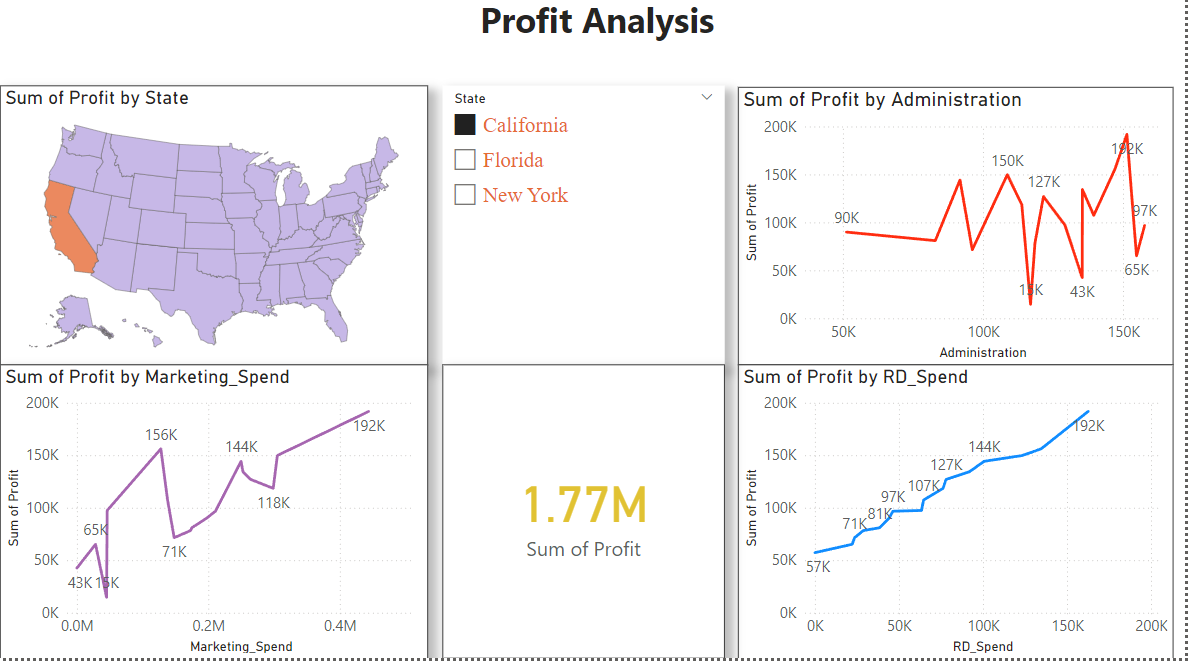 Profit Analysis
Sum of Profit by State
State
California
Florida
New York
Sum of Profit by Administration
Sum of Profit
200K
150K
100K
50K
0K
90K
150K
127K
15K
43K
192K
65K
97K
50K
100K
150K
Administration
Sum of Profit by Marketing_Spend
Sum of Profit
200K
150K
100K
50K
0K
43K
65K
15K
156K
71K
144K
118K
192K
0.0M
0.2M
0.4M
Marketing_Spend
1.77M
Sum of Profit
Sum of Profit by RD_Spend
Sum of Profit
200K
150K
100K
50K
0K
57K
71K
81K
97K
107K
127K
144K
192K
0K
50K
100K
150K
200K
RD_Spend